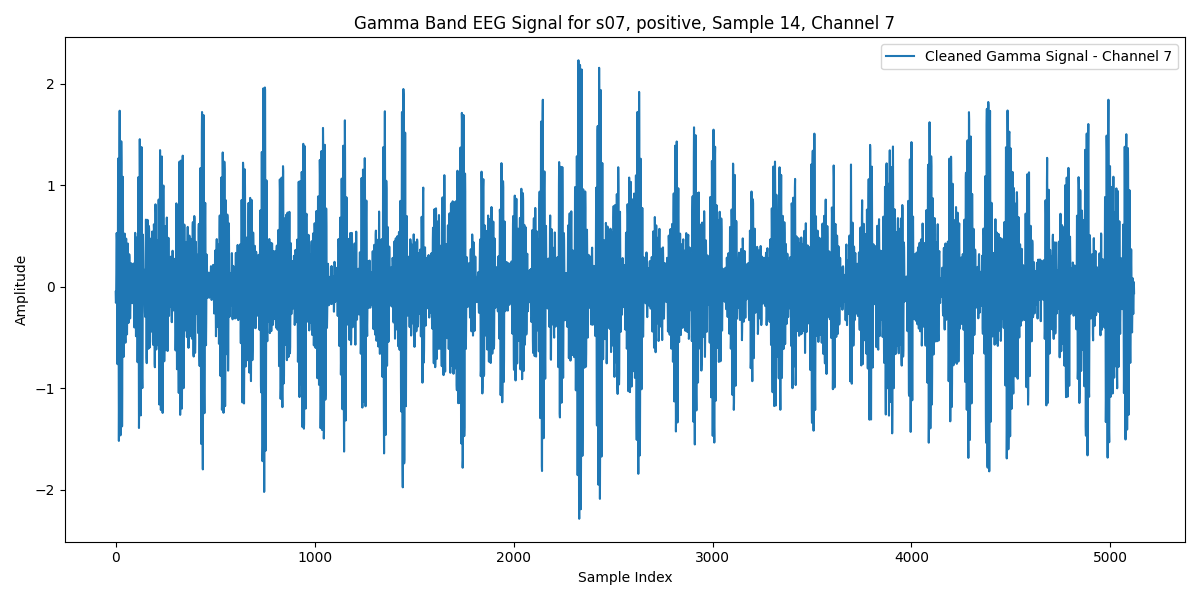 Gamma Band EEG Signal for s07, positive, Sample 14, Channel 7
Cleaned Gamma Signal - Channel 7
2
1
0
−1
−2
Amplitude
0 1000 2000 3000 4000 5000
Sample Index